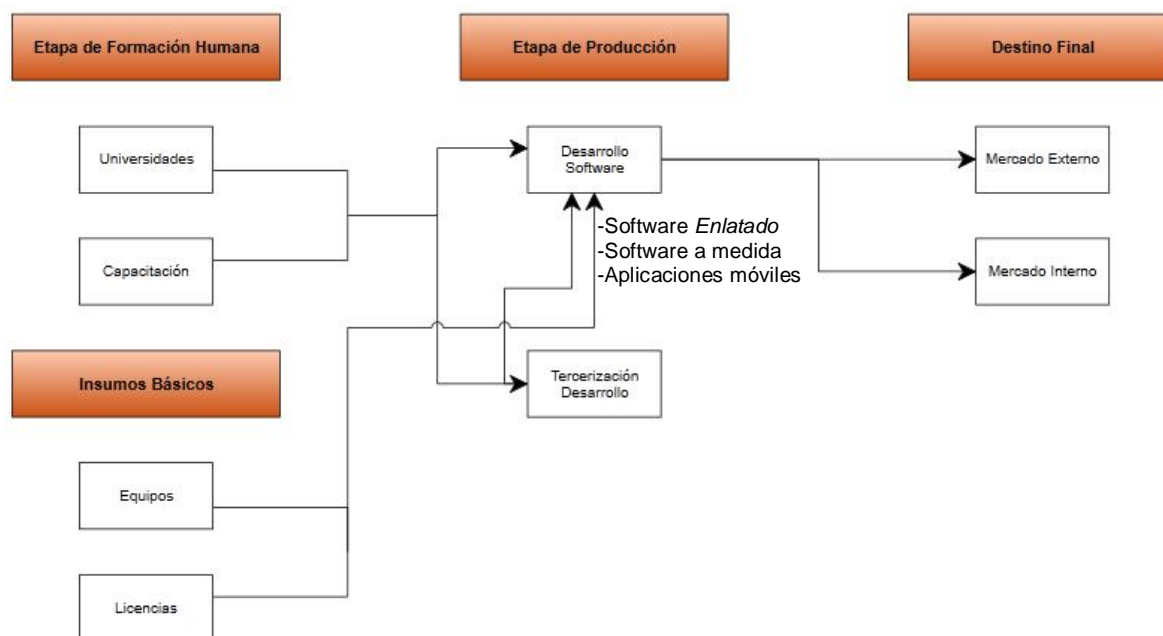 Etapa de Formación Humana
Etapa de Producción
Destino Final
Universidades
Desarrollo
Software
Mercado Externo
-Software Enlatado
-Software a medida
-Aplicaciones móviles
Capacitación
Mercado Interno
Insumos Básicos
Tercerización
Desarrollo
Equipos
Licencias